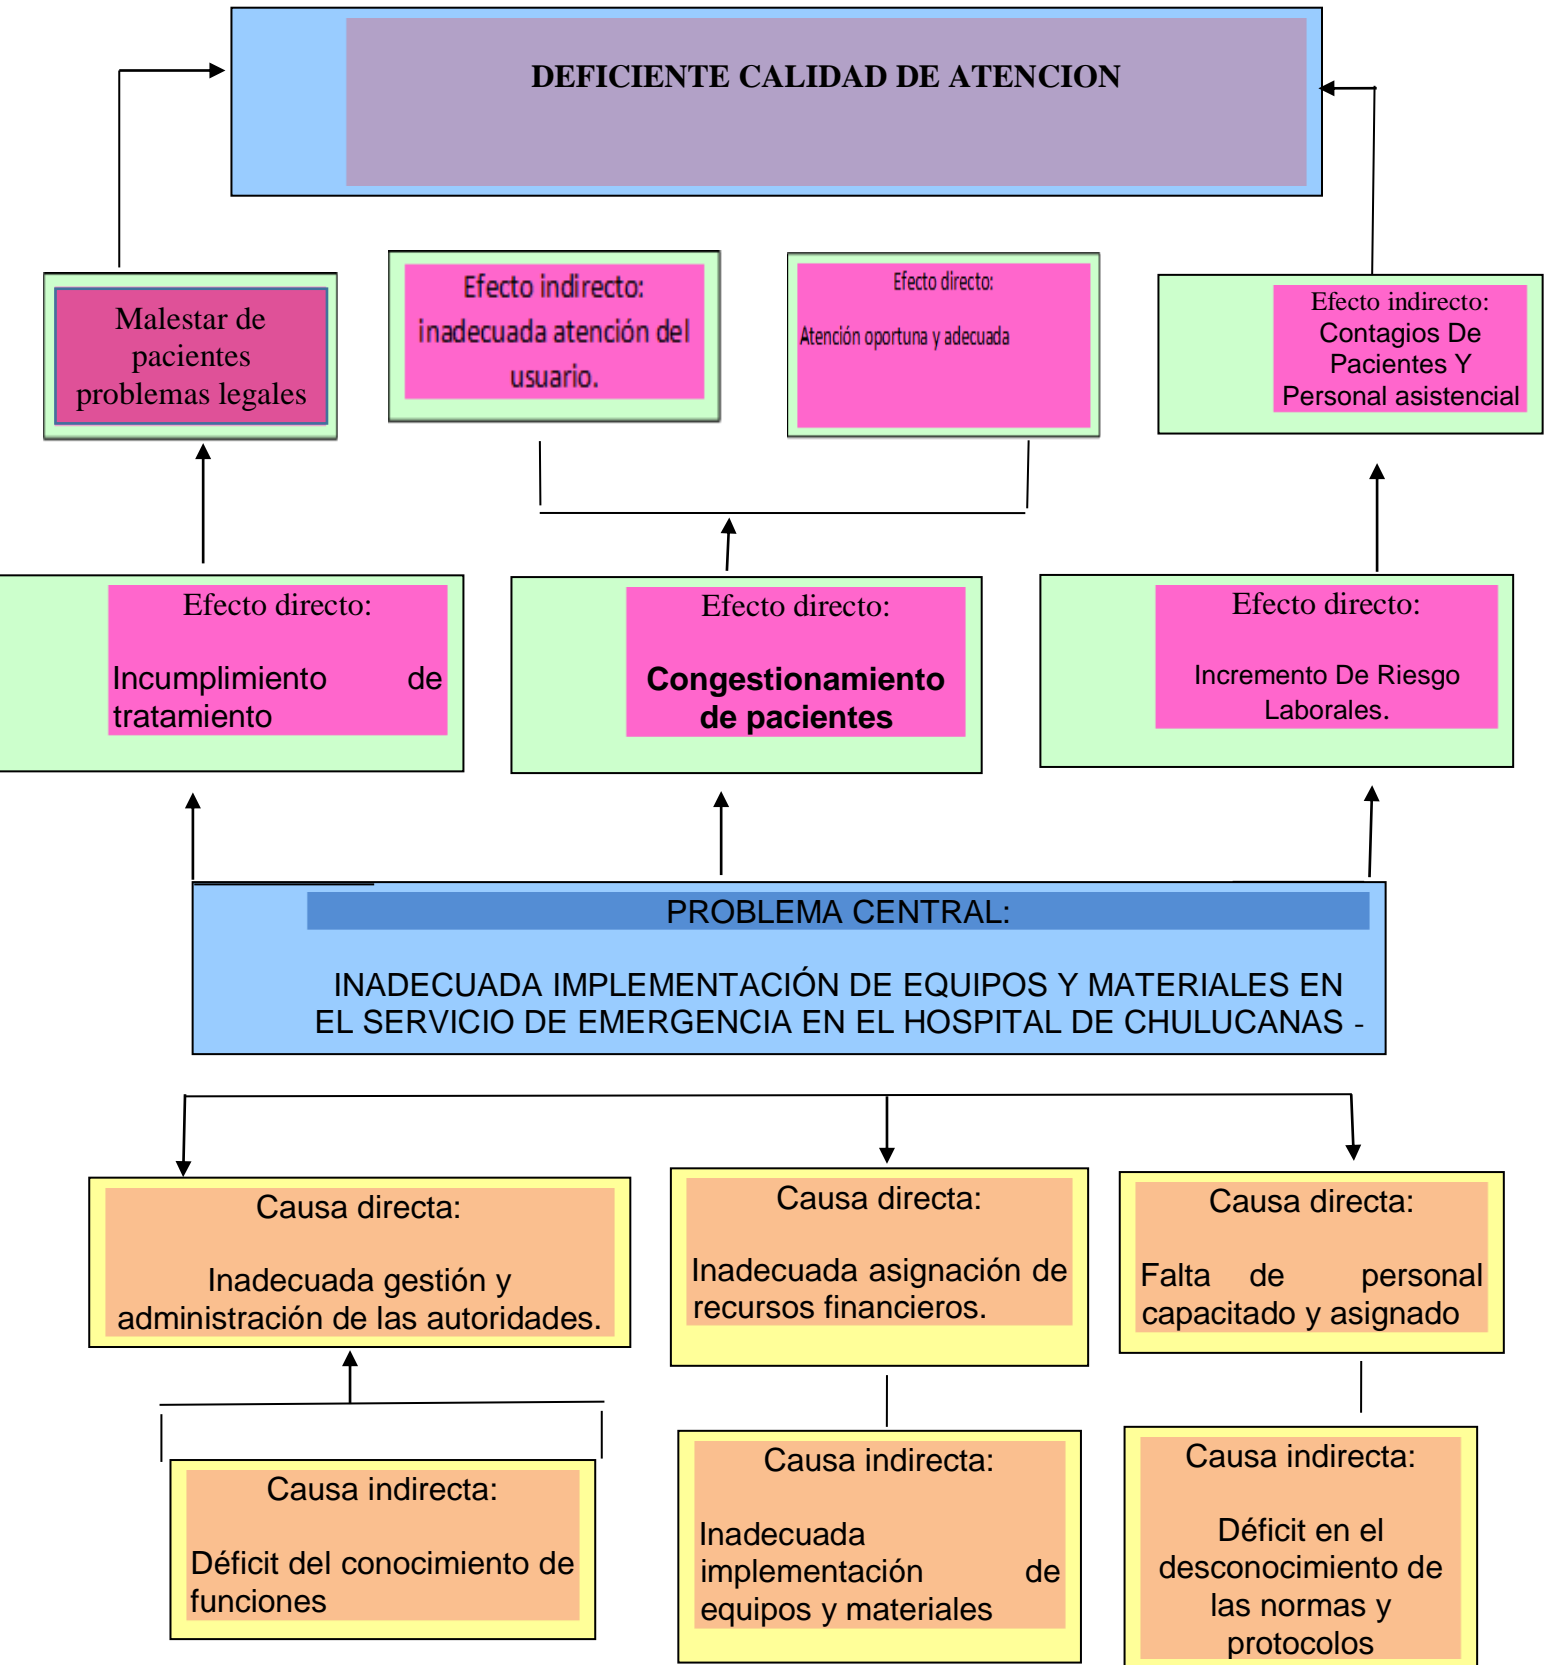 DEFICIENTE CALIDAD DE ATENCION
Malestar de
pacientes
problemas legales
Efecto indirecto:
inadecuada atención del
usuario.
Efecto directo:
Atención oportuna y adecuada
Efecto indirecto:
Contagios De
Pacientes Y
Personal asistencial
Efecto directo:
Incumplimiento de
tratamiento
Efecto directo:
Congestionamiento
de pacientes
Efecto directo:
Incremento De Riesgo
Laborales.
PROBLEMA CENTRAL:
INADECUADA IMPLEMENTACIÓN DE EQUIPOS Y MATERIALES EN
EL SERVICIO DE EMERGENCIA EN EL HOSPITAL DE CHULUCANAS -
Causa directa:
Inadecuada gestión y
administración de las autoridades.
Causa directa:
Inadecuada asignación de
recursos financieros.
Causa directa:
Falta de personal
capacitado y asignado
Causa indirecta:
Déficit del conocimiento de
funciones
Causa indirecta:
Inadecuada
implementación de
equipos y materiales
Causa indirecta:
Déficit en el
desconocimiento de
las normas y
protocolos